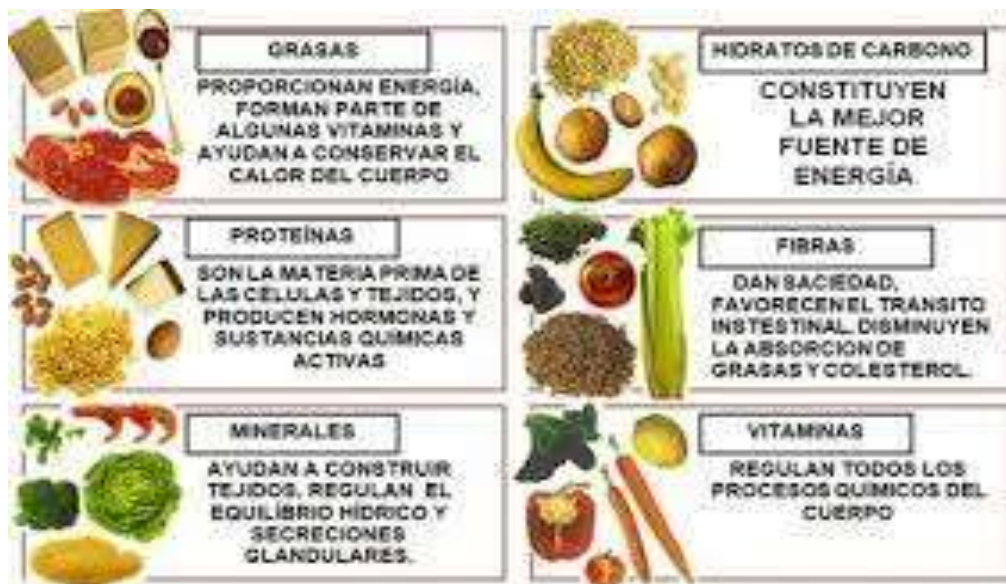 GRASAS
PROPORCIONAN ENERGÍA,
FORMAN PARTE DE
ALGUNAS VITAMINAS Y
AYUDAN A CONSERVAR EL
CALOR DEL CUERPO
HIDRATOS DE CARBONO
CONSTITUYEN
LA MEJOR
FUENTE DE
ENERGÍA
PROTEÍNAS
SON LA MATERIA PRIMA DE
LAS CÉLULAS Y TEJIDOS, Y
PRODUCEN HORMONAS Y
SUSTANCIAS QUÍMICAS
ACTIVAS
FIBRAS
DAN SACIEDAD,
FAVORECEN EL TRANSITO
INSTESTINAL. DISMINUYEN
LA ABSORCION DE
GRASAS Y COLESTEROL.
MINERALES
AYUDAN A CONSTRUIR
TEJIDOS, REGULAN EL
EQUILÍBRIO HÍDRICO Y
SECRECIONES
GLANDULARES.
VITAMINAS
REGULAN TODOS LOS
PROCESOS QUÍMICOS DEL
CUERPO